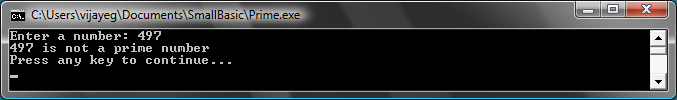 C:\Users\vijayeg\Documents\SmallBasic\Prime.exe
Enter a number: 497
497 is not a prime number
Press any key to continue...